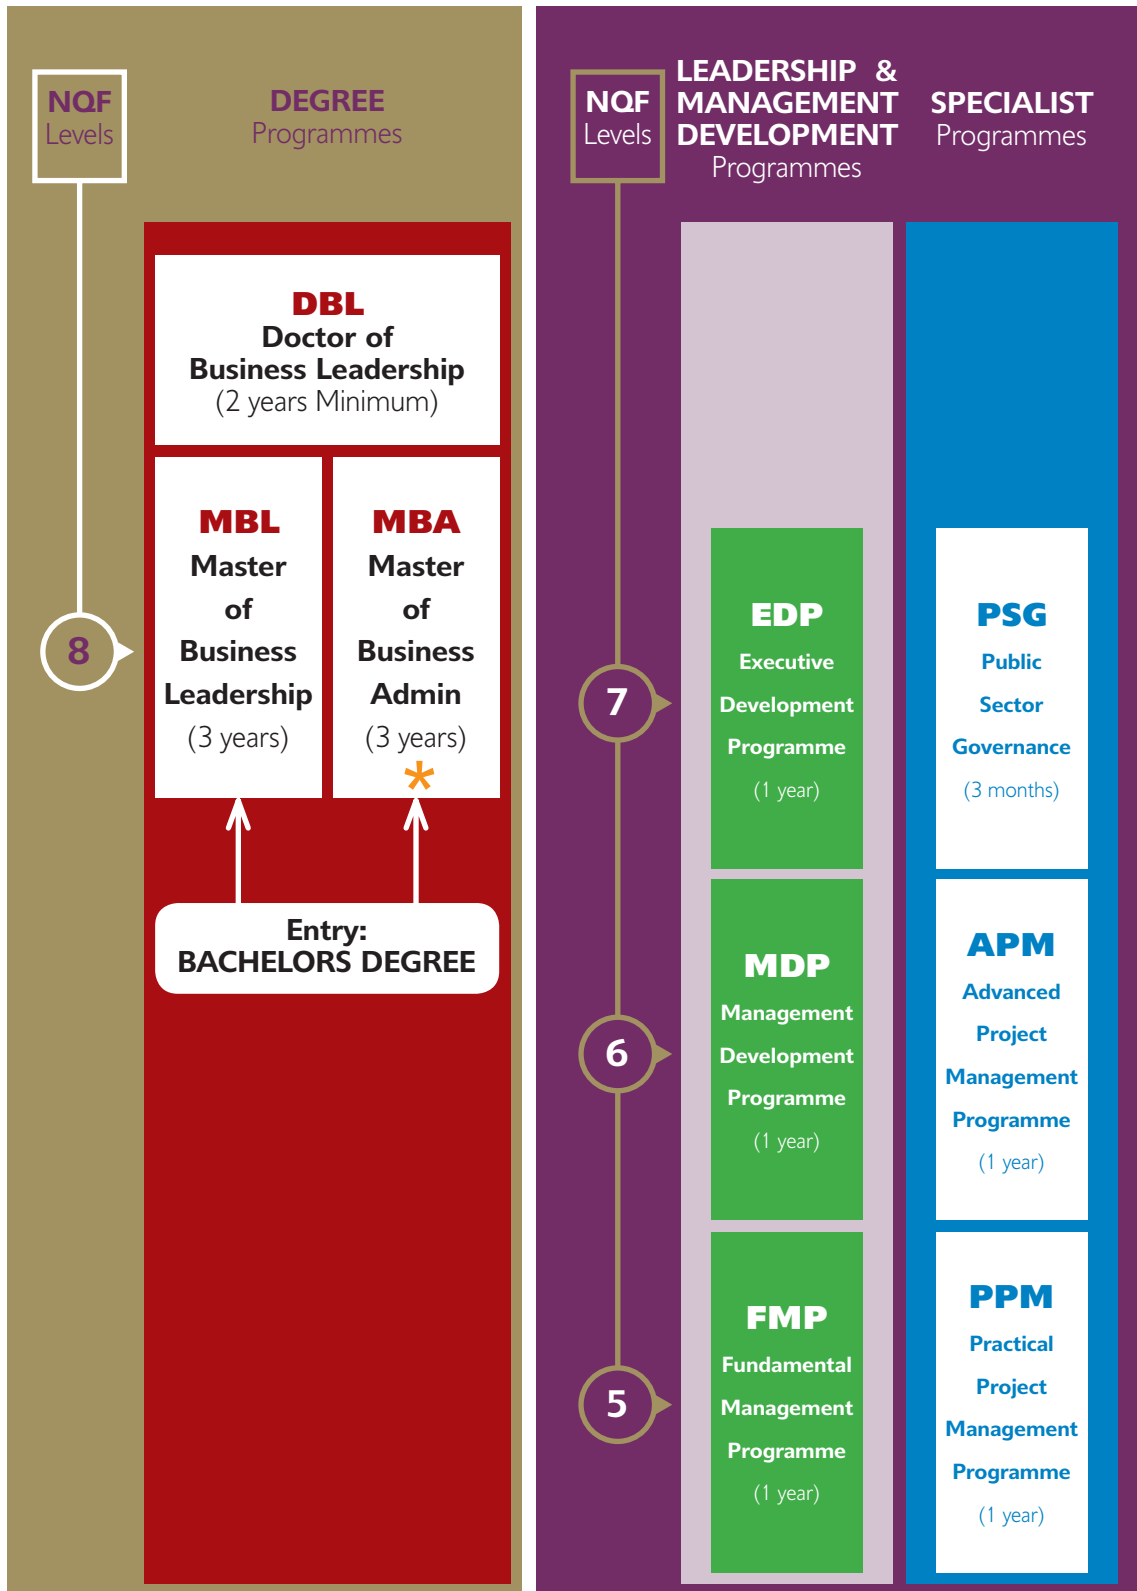 NQF
Levels
DEGREE
Programmes
DBL
Doctor of
Business Leadership
(2 years Minimum)
MBL
Master
of
Business
Leadership
(3 years)
MBA
Master
of
Business
Admin
(3 years)
*
8
Entry:
BACHELORS DEGREE
NQF
Levels
LEADERSHIP &
MANAGEMENT
DEVELOPMENT
Programmes
SPECIALIST
Programmes
7
EDP
Executive
Development
Programme
(1 year)
PSG
Public
Sector
Governance
(3 months)
6
MDP
Management
Development
Programme
(1 year)
APM
Advanced
Project
Management
Programme
(1 year)
5
FMP
Fundamental
Management
Programme
(1 year)
PPM
Practical
Project
Management
Programme
(1 year)